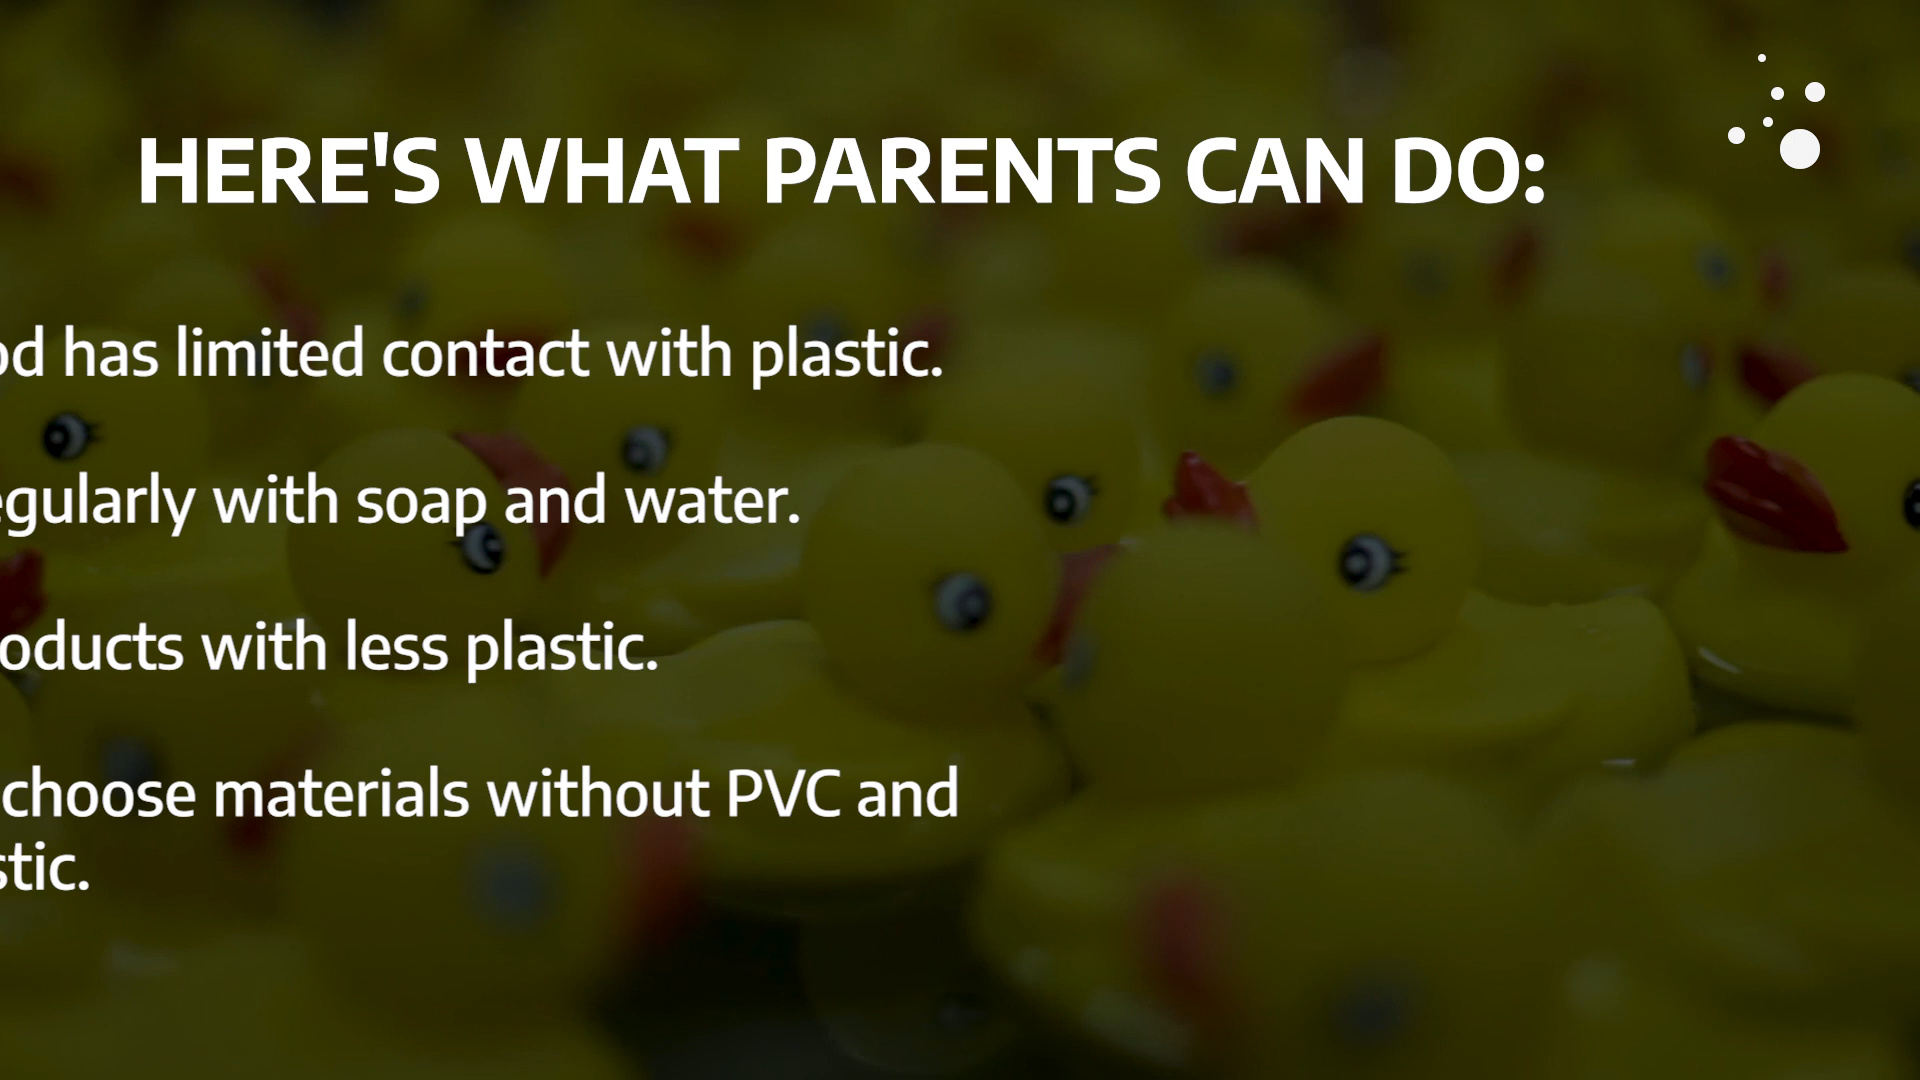 HERE'S WHAT PARENTS CAN DO:
od has limited contact with plastic.
egularly with soap and water.
oducts with less plastic.
choose materials without PVC and
stic.